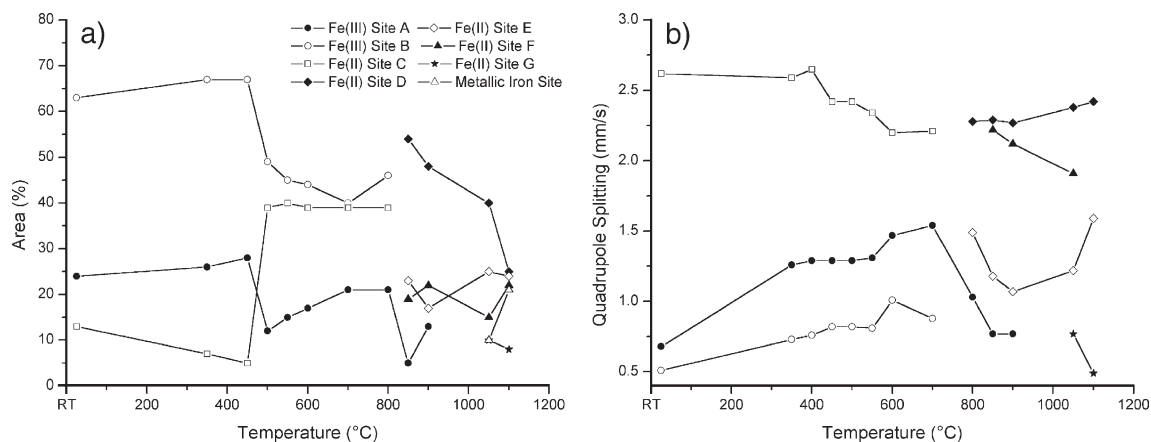 a)
Fe(III) Site A
Fe(II) Site E
Fe(III) Site B
Fe(II) Site F
Fe(II) Site C
Fe(II) Site G
Fe(II) Site D
Metallic Iron Site
80
70
60
50
40
30
20
10
0
Area (%)
RT 200 400 600 800 1000 1200
Temperature (°C)
b)
3.0
2.5
2.0
1.5
1.0
0.5
Quadrupole Splitting (mm/s)
RT 200 400 600 800 1000 1200
Temperature (°C)